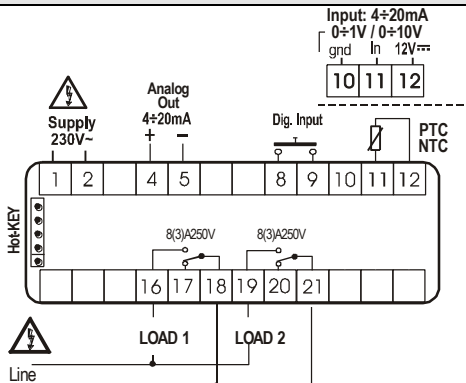 Input: 4÷20mA
0÷1V / 0÷10V
gnd In 12V
10 11 12
Supply
230V~
Analog
Out
4÷20mA
+ −
Dig. Input
PTC
NTC
1 2 4 5 8 9 10 11 12
Hot-KEY
8(3)A250V 8(3)A250V
16 17 18 19 20 21
LOAD 1 LOAD 2
Line